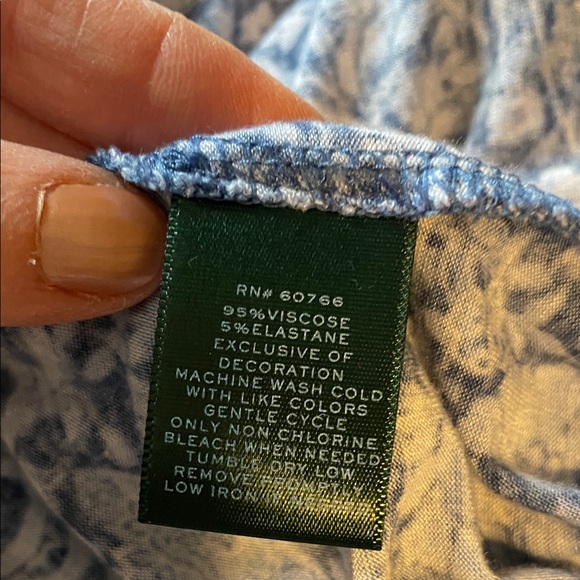 RN# 60766
95%VISCOSE
5%ELASTANE
EXCLUSIVE OF
DECORATION
MACHINE WASH COLD
WITH LIKE COLORS
GENTLE CYCLE
ONLY NON CHLORINE
BLEACH WHEN NEEDED
TUMBLE DRY LOW
REMOVE PROMPTLY
LOW IRON IF